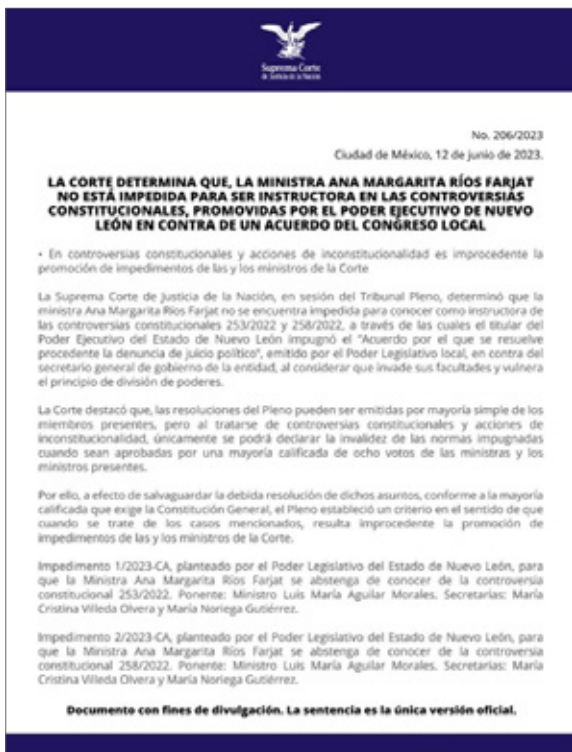 Suprema Corte
de Justicia de la Nación
No. 206/2023
Ciudad de México, 12 de junio de 2023.
LA CORTE DETERMINA QUE, LA MINISTRA ANA MARGARITA RÍOS FARJAT
NO ESTÁ IMPEDIDA PARA SER INSTRUCTORA EN LAS CONTROVERSIAS
CONSTITUCIONALES, PROMOVIDAS POR EL PODER EJECUTIVO DE NUEVO
LEÓN EN CONTRA DE UN ACUERDO DEL CONGRESO LOCAL
• En controversias constitucionales y acciones de inconstitucionalidad es improcedente la
promoción de impedimentos de las y los ministros de la Corte
La Suprema Corte de Justicia de la Nación, en sesión del Tribunal Pleno, determinó que la
ministra Ana Margarita Ríos Farjat no se encuentra impedida para conocer como instructora de
las controversias constitucionales 253/2022 y 258/2022, a través de las cuales el titular del
Poder Ejecutivo del Estado de Nuevo León impugnó el "Acuerdo por el que se resuelve
procedente la denuncia de juicio político", emitido por el Poder Legislativo local, en contra del
secretario general de gobierno de la entidad, al considerar que invade sus facultades y vulnera
el principio de división de poderes.
La Corte destacó que, las resoluciones del Pleno pueden ser emitidas por mayoría simple de los
miembros presentes, pero al tratarse de controversias constitucionales y acciones de
inconstitucionalidad, únicamente se podrá declarar la invalidez de las normas impugnadas
cuando sean aprobadas por una mayoría calificada de ocho votos de las ministras y los
ministros presentes.
Por ello, a efecto de salvaguardar la debida resolución de dichos asuntos, conforme a la mayoría
calificada que exige la Constitución General, el Pleno estableció un criterio en el sentido de que
cuando se trate de los casos mencionados, resulta improcedente la promoción de
impedimentos de las y los ministros de la Corte.
Impedimento 1/2023-CA, planteado por el Poder Legislativo del Estado de Nuevo León, para
que la Ministra Ana Margarita Ríos Farjat se abstenga de conocer de la controversia
constitucional 253/2022. Ponente: Ministro Luis María Aguilar Morales. Secretarias: María
Cristina Villeda Olvera y María Noriega Gutiérrez.
Impedimento 2/2023-CA, planteado por el Poder Legislativo del Estado de Nuevo León, para
que la Ministra Ana Margarita Ríos Farjat se abstenga de conocer de la controversia
constitucional 258/2022. Ponente: Ministro Luis María Aguilar Morales. Secretarias: María
Cristina Villeda Olvera y María Noriega Gutiérrez.
Documento con fines de divulgación. La sentencia es la única versión oficial.